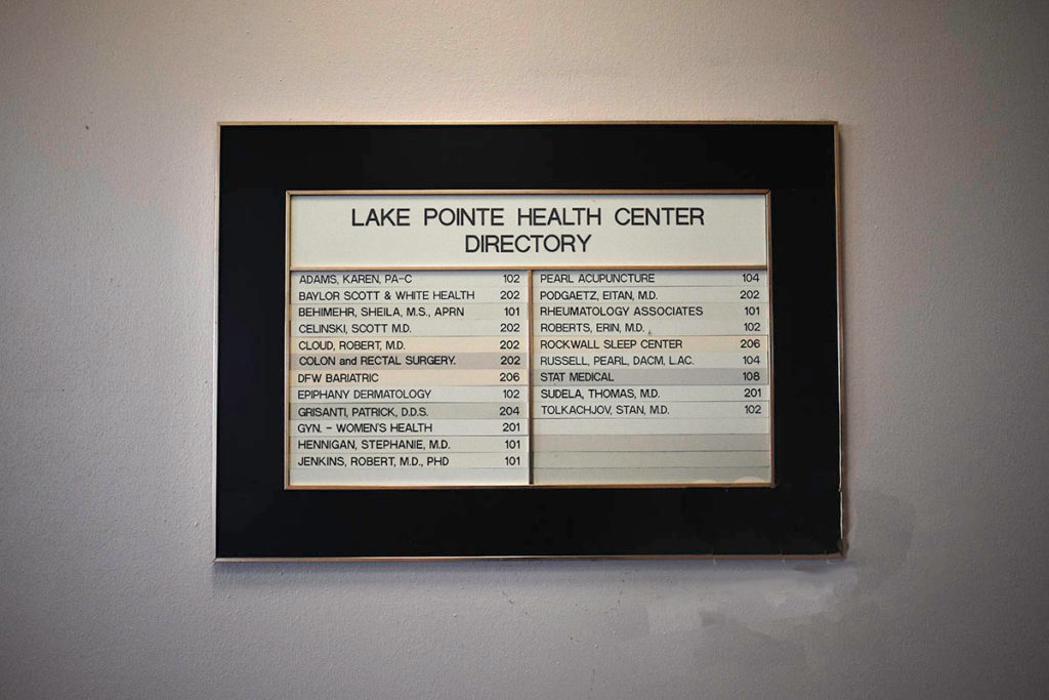 LAKE POINTE HEALTH CENTER
DIRECTORY
ADAMS, KAREN, PA-C 102
BAYLOR SCOTT & WHITE HEALTH 202
BEHIMEHR, SHEILA, M.S., APRN 101
CELINSKI, SCOTT M.D. 202
CLOUD, ROBERT, M.D. 202
COLON and RECTAL SURGERY. 202
DFW BARIATRIC 206
EPIPHANY DERMATOLOGY 102
GRISANTI, PATRICK, D.D.S. 204
GYN. - WOMEN'S HEALTH 201
HENNIGAN, STEPHANIE, M.D. 101
JENKINS, ROBERT, M.D., PHD 101
PEARL ACUPUNCTURE 104
PODGAETZ, EITAN, M.D. 202
RHEUMATOLOGY ASSOCIATES 101
ROBERTS, ERIN, M.D. 102
ROCKWALL SLEEP CENTER 206
RUSSELL, PEARL, DACM, L.AC. 104
STAT MEDICAL 108
SUDELA, THOMAS, M.D. 201
TOLKACHJOV, STAN, M.D. 102